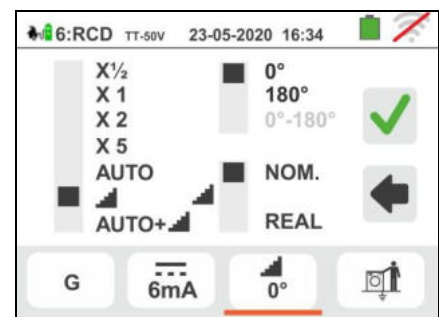 6:RCD TT-50V 23-05-2020 16:34
X½
X 1
X 2
X 5
AUTO
AUTO+
0°
180°
0°-180°
NOM.
REAL
G
6mA
0°